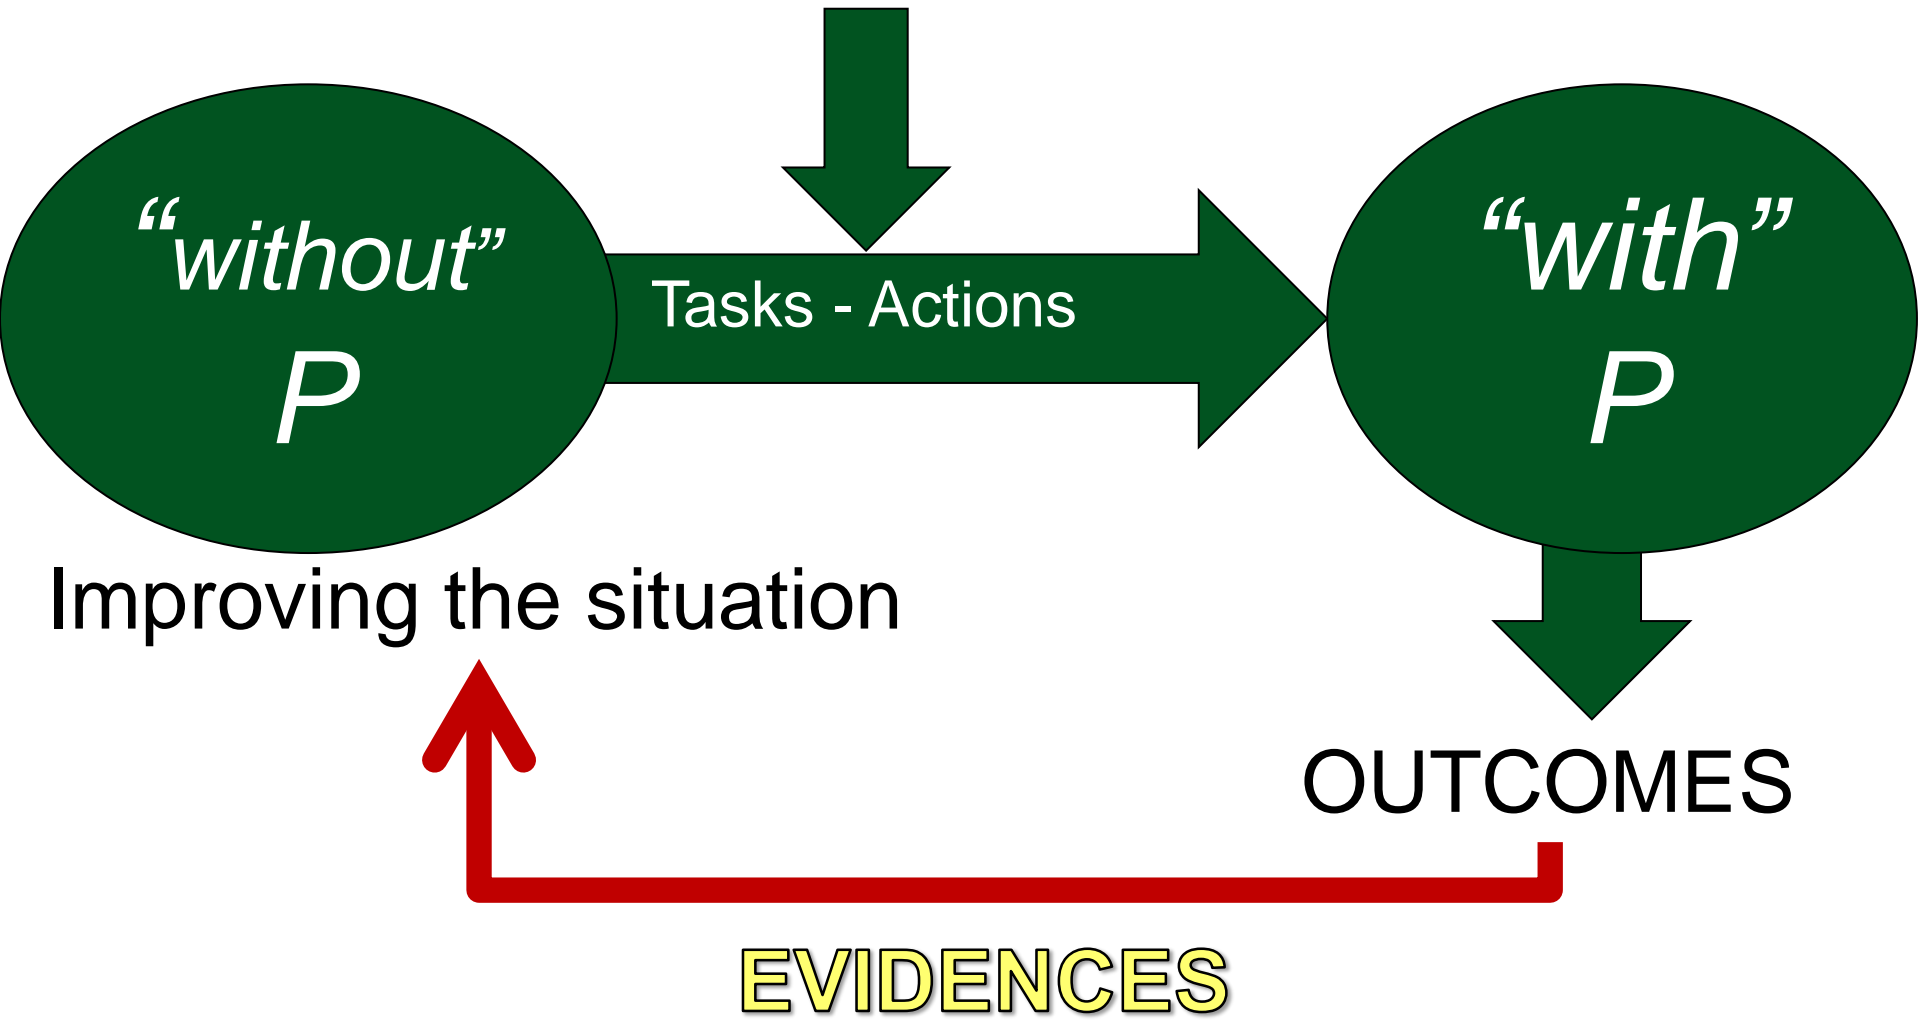 “without”
P
Tasks - Actions
“with”
P
Improving the situation
OUTCOMES
EVIDENCES